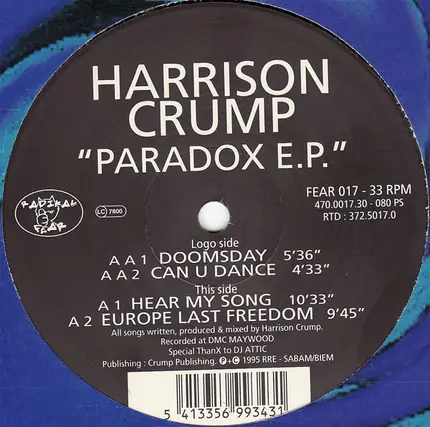 HARRISON
CRUMP
"PARADOX E.P."
RADIKAL
FEAR
LC 7800
FEAR 017 - 33 RPM
470.0017.30 - 080 PS
RTD : 372.5017.0
Logo side
A A 1 DOOMSDAY 5'36"
A A 2 CAN U DANCE 4'33"
This side
A 1 HEAR MY SONG 10'33"
A 2 EUROPE LAST FREEDOM 9'45"
All songs written, produced & mixed by Harrison Crump.
Recorded at DMC MAYWOOD
Special ThanX to DJ ATTIC
Publishing : Crump Publishing. P+C 1995 RRE - SABAM/BIEM
5 413356 993431